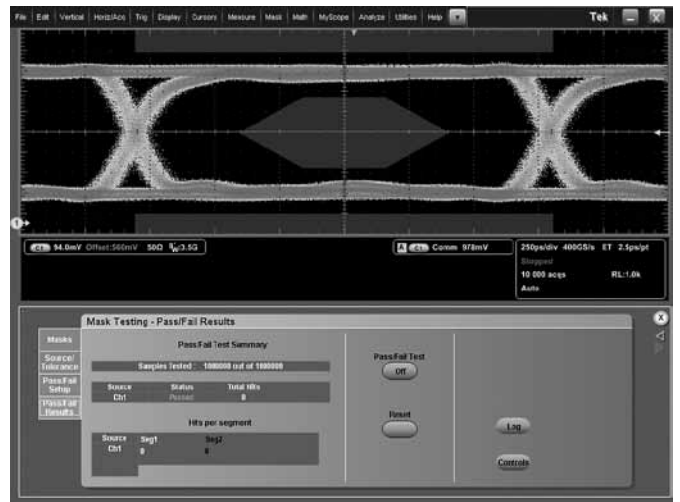 File Edit Vertical Horiz/Acq Trig Display Cursors Measure Mask Math MyScope Analyze Utilities Help Tek X
1
C1 94.0mV Offset:560mV 50Ω BW:3.5G
A C1 Comm 978mV
250ps/div 400GS/s ET 2.5ps/pt
Stopped
10 000 acqs RL:1.0k
Auto
Mask Testing - Pass/Fail Results
X
Masks
Source/
Tolerance
Pass/Fail
Setup
Pass/Fail
Results
Pass/Fail Test Summary
Samples Tested : 1000000 out of 1000000
Source Status Total Hits
Ch1 Passed 0
Hits per segment
Source Seg1 Seg2
Ch1 0 0
Pass/Fail Test
Off
Reset
Log
Controls